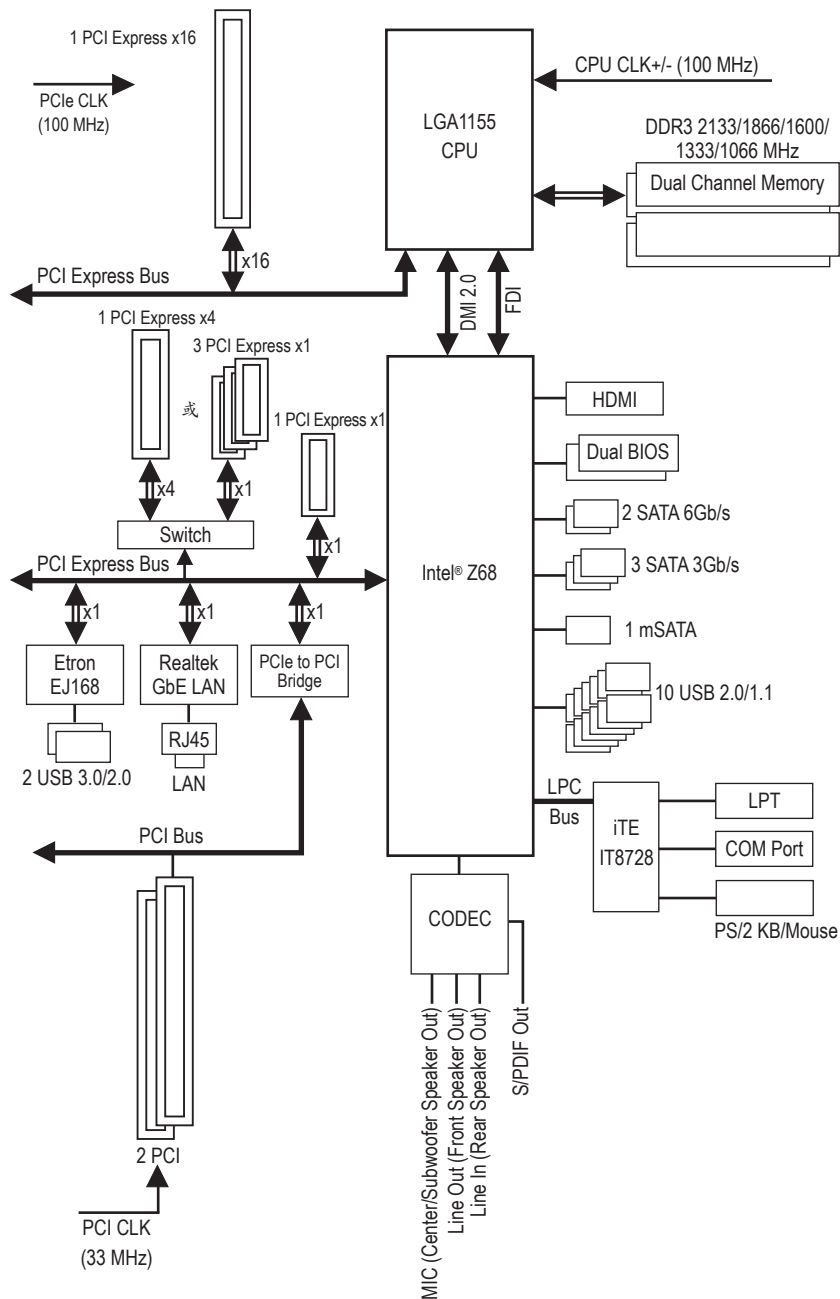 1 PCI Express x16
PCIe CLK
(100 MHz)
x16
PCI Express Bus
LGA1155
CPU
CPU CLK+/- (100 MHz)
DDR3 2133/1866/1600/
1333/1066 MHz
Dual Channel Memory
DMI 2.0
FDI
1 PCI Express x4
或
3 PCI Express x1
1 PCI Express x1
x4
x1
Switch
x1
PCI Express Bus
x1
x1
x1
Etron
EJ168
Realtek
GbE LAN
PCIe to PCI
Bridge
2 USB 3.0/2.0
RJ45
LAN
Intel® Z68
HDMI
Dual BIOS
2 SATA 6Gb/s
3 SATA 3Gb/s
1 mSATA
10 USB 2.0/1.1
LPC
Bus
iTE
IT8728
LPT
COM Port
PS/2 KB/Mouse
PCI Bus
2 PCI
PCI CLK
(33 MHz)
CODEC
MIC (Center/Subwoofer Speaker Out)
Line Out (Front Speaker Out)
Line In (Rear Speaker Out)
S/PDIF Out